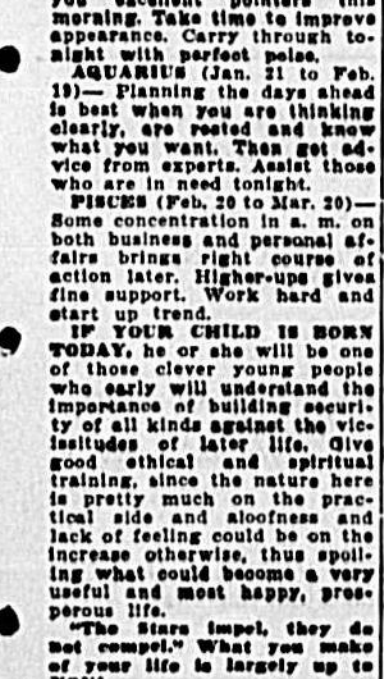 you excellent pointers this
morning. Take time to improve
appearance. Carry through to-
night with perfect poise.
AQUARIUS (Jan. 21 to Feb.
19)— Planning the days ahead
is best when you are thinking
clearly, are rested and know
what you want. Then get ad-
vice from experts. Assist those
who are in need tonight.
PISCES (Feb. 20 to Mar. 20)—
Some concentration in a. m. on
both business and personal af-
fairs brings right course of
action later. Higher-ups gives
fine support. Work hard and
start up trend.
IF YOUR CHILD IS BORN
TODAY, he or she will be one
of those clever young people
who early will understand the
importance of building securi-
ty of all kinds against the vic-
issitudes of later life. Give
good ethical and spiritual
training, since the nature here
is pretty much on the prac-
tical side and aloofness and
lack of feeling could be on the
increase otherwise, thus spoil-
ing what could become a very
useful and most happy, pros-
perous life.
"The Stars impel, they do
not compel." What you make
of your life is largely up to